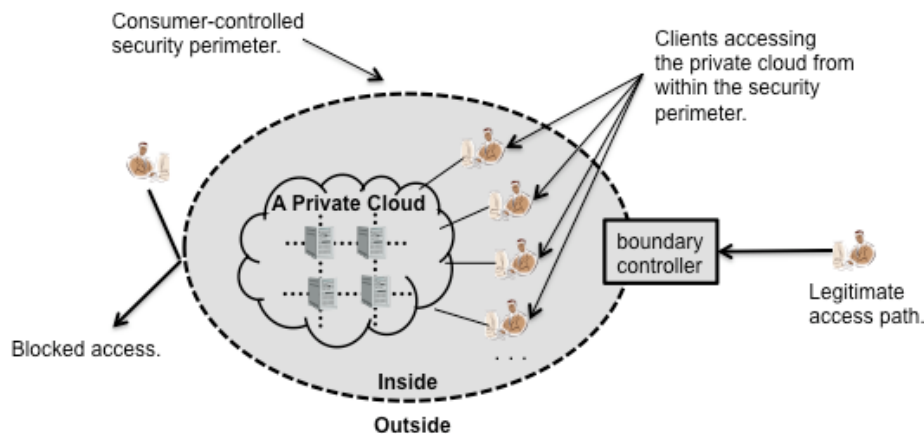 Consumer-controlled
security perimeter.
Clients accessing
the private cloud from
within the security
perimeter.
A Private Cloud
boundary
controller
Legitimate
access path.
Blocked access.
. . .
Inside
Outside